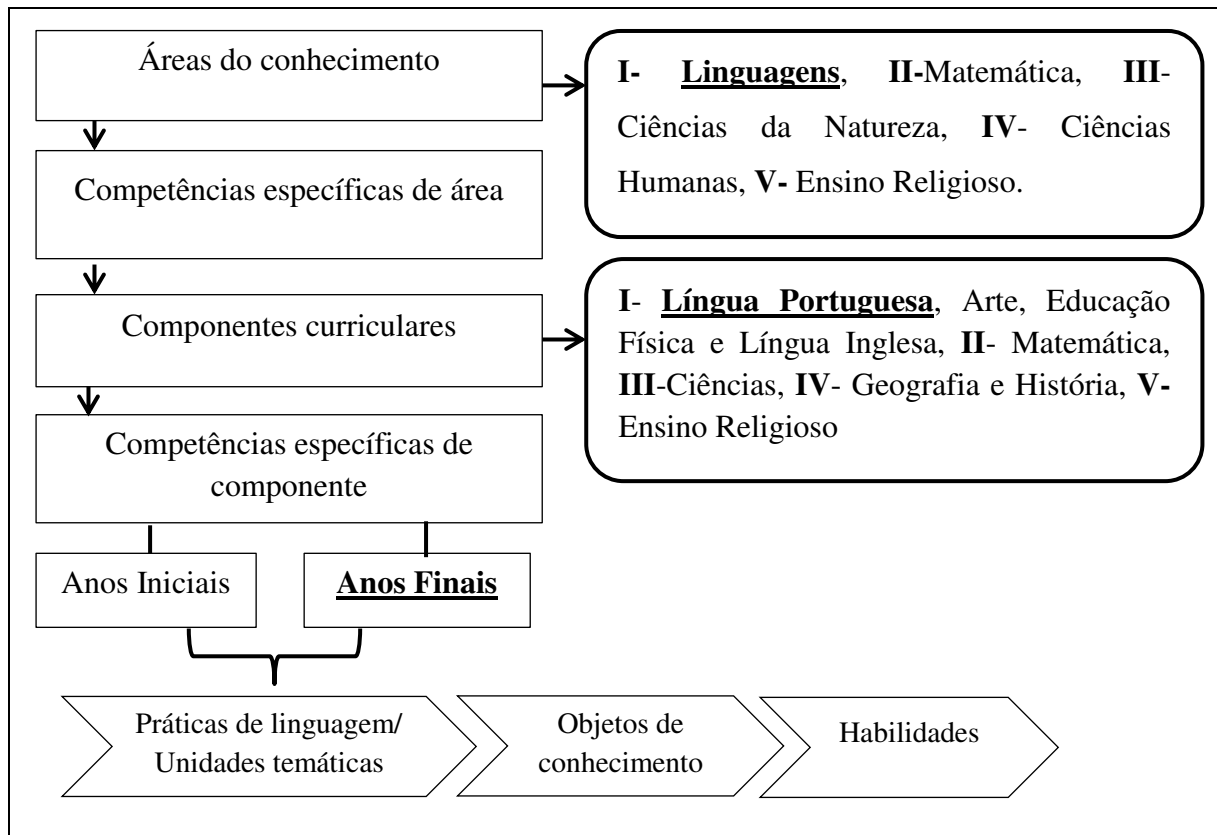 Áreas do conhecimento
I- Linguagens, II-Matemática, III-
Ciências da Natureza, IV- Ciências
Humanas, V- Ensino Religioso.
Competências específicas de área
Componentes curriculares
I- Língua Portuguesa, Arte, Educação
Física e Língua Inglesa, II- Matemática,
III-Ciências, IV- Geografia e História, V-
Ensino Religioso
Competências específicas de
componente
Anos Iniciais
Anos Finais
Práticas de linguagem/
Unidades temáticas
Objetos de
conhecimento
Habilidades